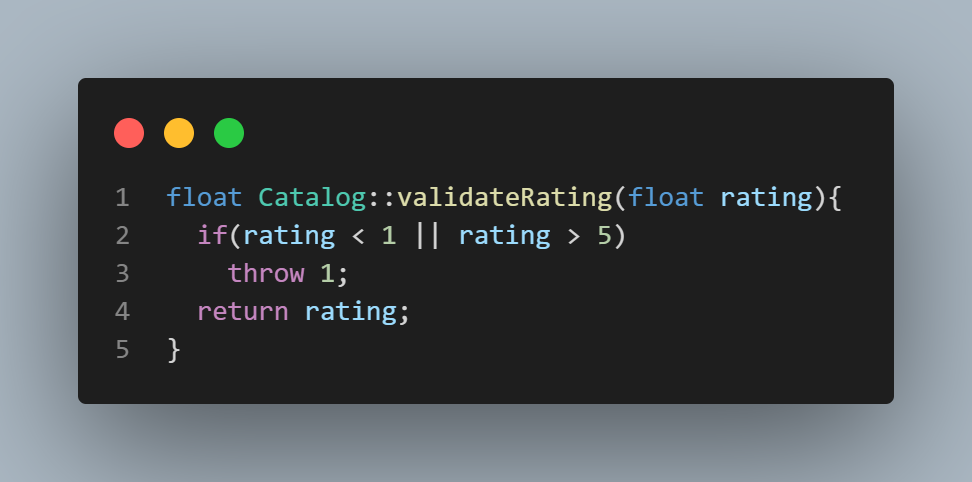 1 float Catalog::validateRating(float rating){
2   if(rating < 1 || rating > 5)
3     throw 1;
4   return rating;
5 }